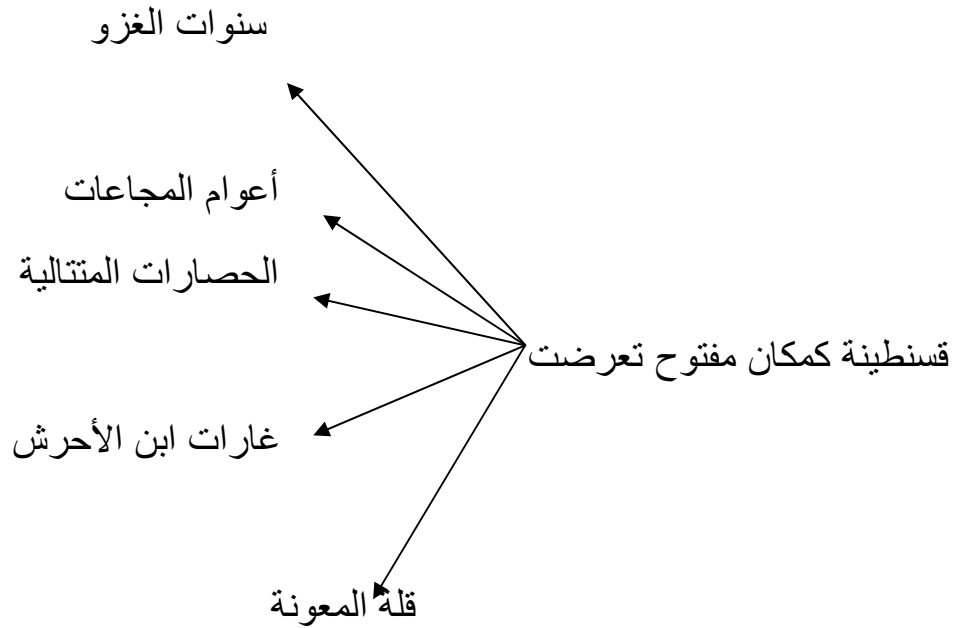 سنوات الغزو
أعوام المجاعات
الحصارات المتتالية
قسنطينة كمكان مفتوح تعرضت
غارات ابن الأحرش
قلة المعونة